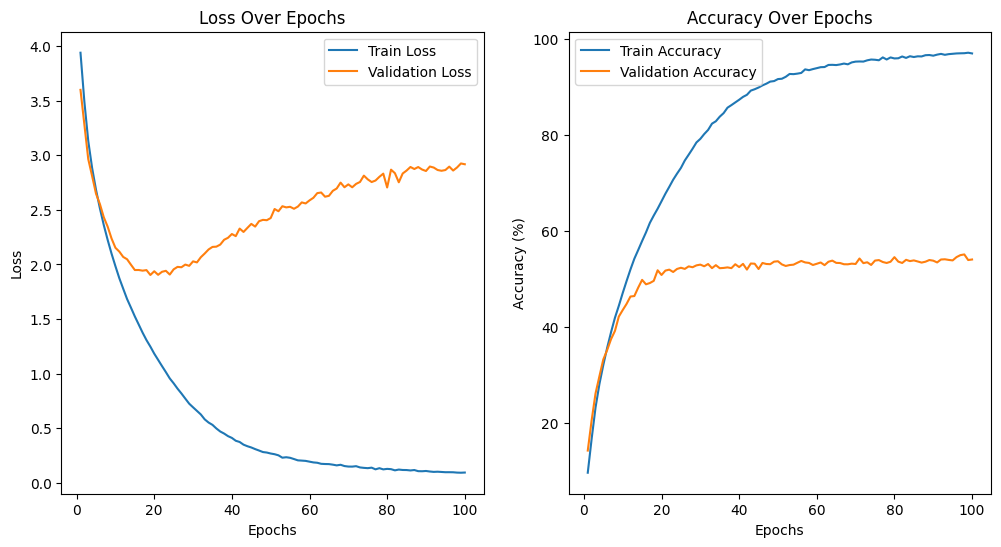 Loss Over Epochs
Train Loss
Validation Loss
4.0
3.5
3.0
2.5
2.0
1.5
1.0
0.5
0.0
Loss
0 20 40 60 80 100
Epochs
Accuracy Over Epochs
Train Accuracy
Validation Accuracy
100
80
60
40
20
Accuracy (%)
0 20 40 60 80 100
Epochs